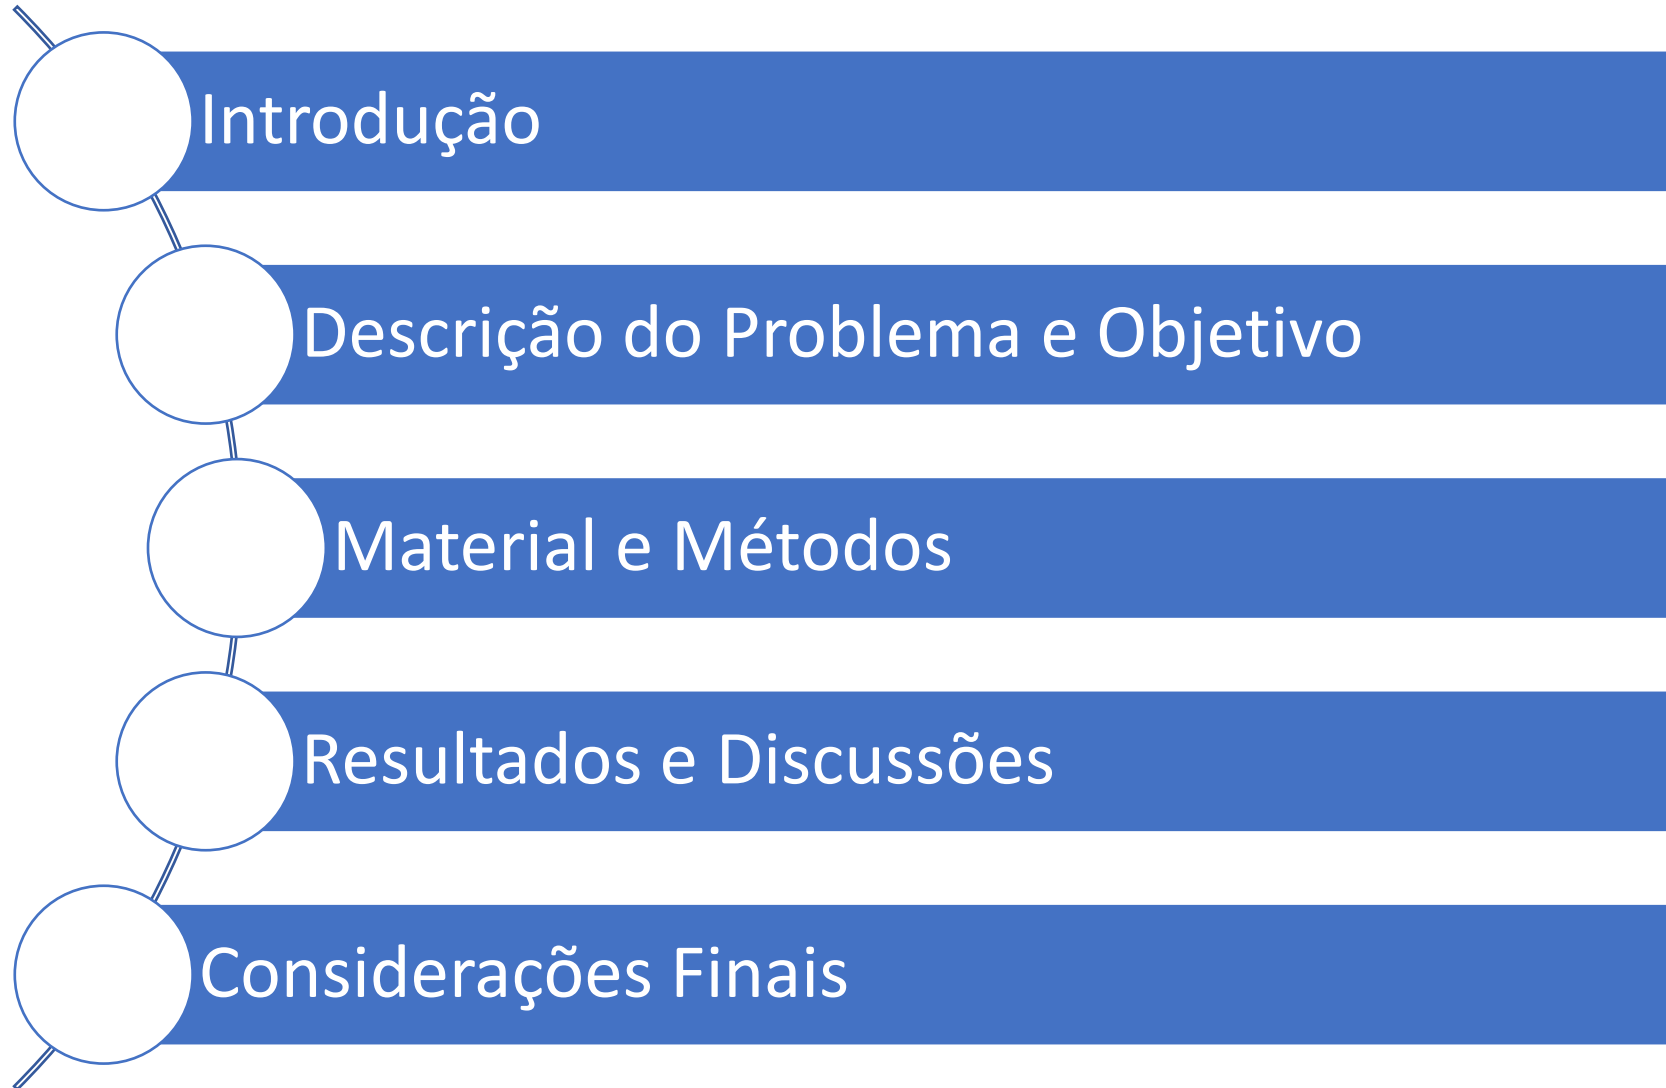 Introdução
Descrição do Problema e Objetivo
Material e Métodos
Resultados e Discussões
Considerações Finais